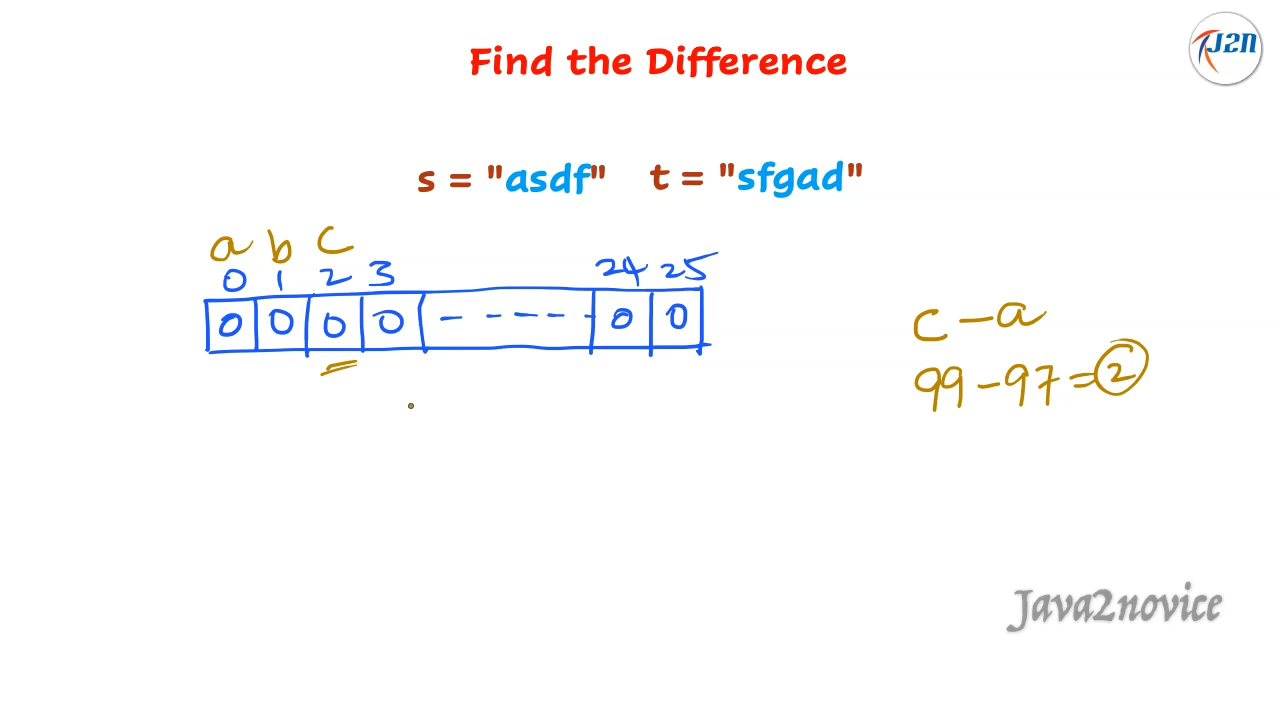 J2N
Find the Difference
s = "asdf" t = "sfgad"
a b c
0 1 2 3 24 25
0 0 0 0 - - - - - - 0 0
c - a
99 - 97 = 2
Java2novice